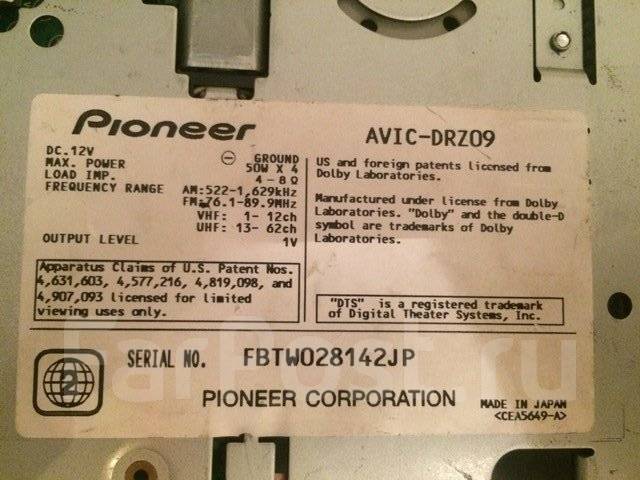 Pioneer
AVIC-DRZ09
DC.12V ⊖ GROUND
MAX. POWER 50W X 4
LOAD IMP. 4-8Ω
FREQUENCY RANGE AM:522-1,629kHz
FM:76.1-89.9MHz
VHF: 1- 12ch
UHF: 13- 62ch
OUTPUT LEVEL 1V
Apparatus Claims of U.S. Patent Nos.
4,631,603, 4,577,216, 4,819,098, and
4,907,093 licensed for limited
viewing uses only.
US and foreign patents licensed from
Dolby Laboratories.
Manufactured under license from Dolby
Laboratories. "Dolby" and the double-D
symbol are trademarks of Dolby
Laboratories.
"DTS" is a registered trademark
of Digital Theater Systems, Inc.
2
SERIAL NO. FBTW028142JP
PIONEER CORPORATION
MADE IN JAPAN
<CEA5649-A>
FarPost.ru